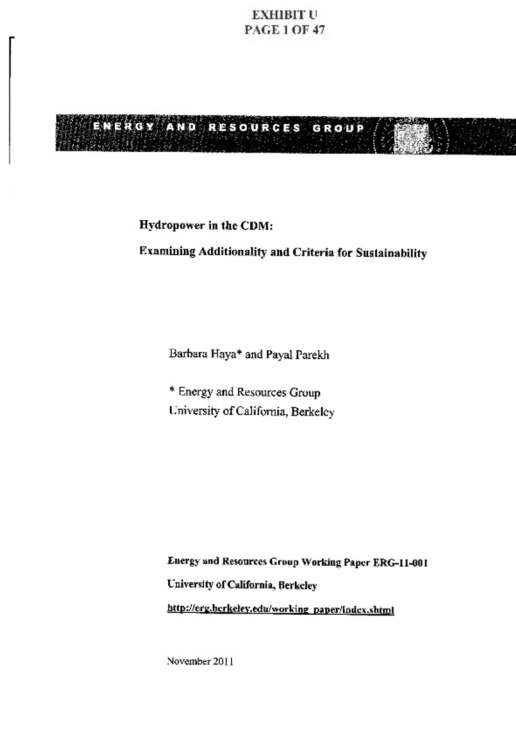 EXHIBIT U
PAGE 1 OF 47
ENERGY AND RESOURCES GROUP
Hydropower in the CDM:
Examining Additionality and Criteria for Sustainability
Barbara Haya* and Payal Parekh
* Energy and Resources Group
University of California, Berkeley
Energy and Resources Group Working Paper ERG-11-001
University of California, Berkeley
http://erg.berkeley.edu/working_paper/index.shtml
November 2011